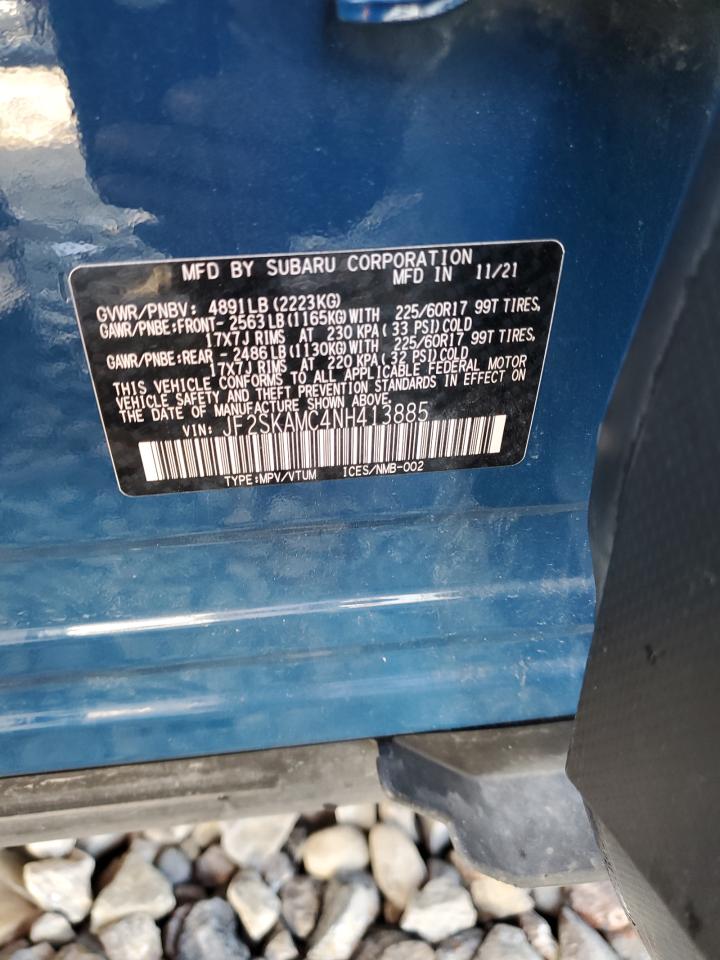 MFD BY SUBARU CORPORATION
MFD IN 11/21
GVWR/PNBV: 4891LB(2223KG)
GAWR/PNBE:FRONT-2563LB(1165KG)WITH 225/60R17 99T TIRES,
17x7J RIMS AT 230 KPA(33 PSI)COLD
GAWR/PNBE:REAR -2486LB(1130KG)WITH 225/60R17 99T TIRES,
17x7J RIMS AT 220 KPA(32 PSI)COLD
THIS VEHICLE CONFORMS TO ALL APPLICABLE FEDERAL MOTOR
VEHICLE SAFETY AND THEFT PREVENTION STANDARDS IN EFFECT ON
THE DATE OF MANUFACTURE SHOWN ABOVE.
VIN: JF2SKAMC4NH413885
TYPE:MPV/VTUM ICES/NMB-002